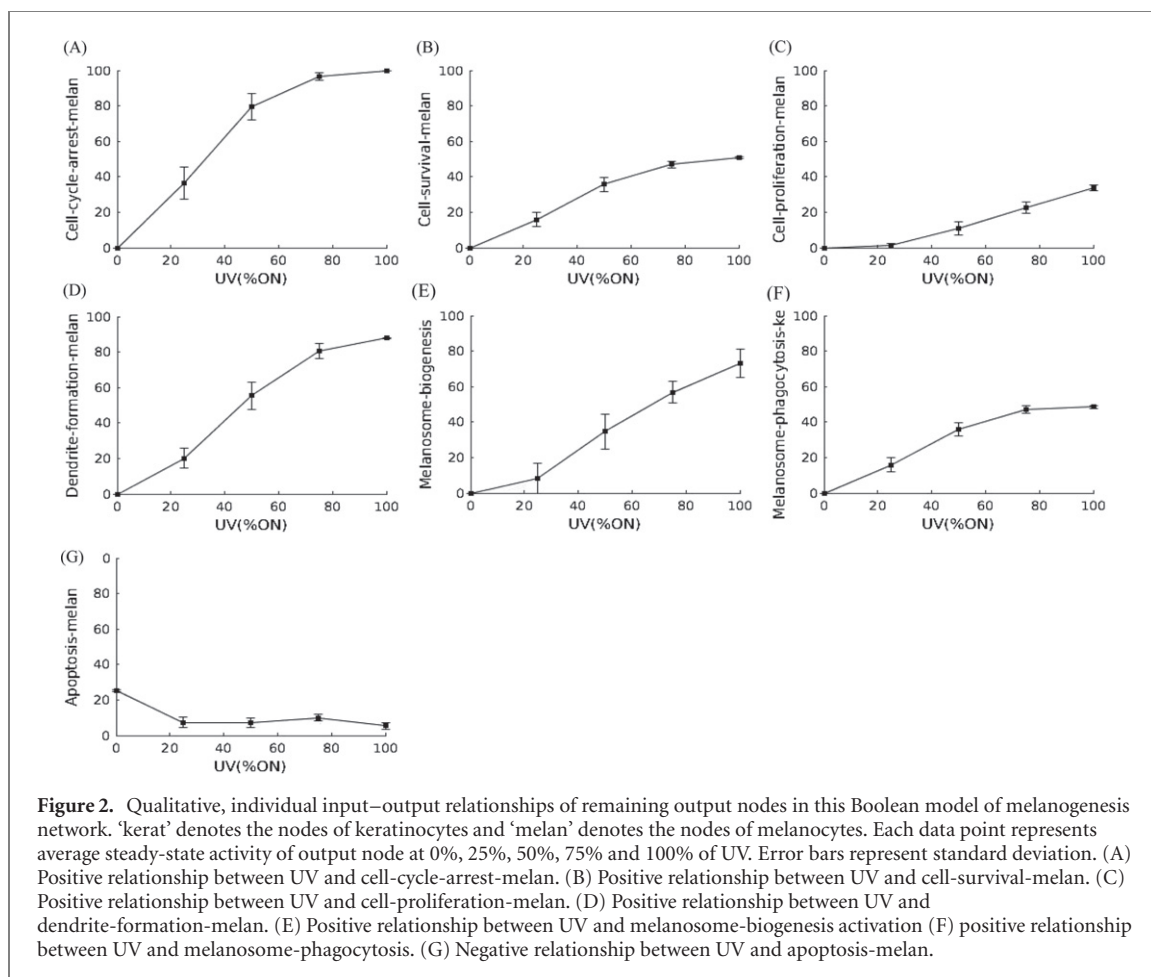 (A)
100
80
60
40
20
0
Cell-cycle-arrest-melan
0 20 40 60 80 100
UV(%ON)
(B)
100
80
60
40
20
0
Cell-survival-melan
0 20 40 60 80 100
UV(%ON)
(C)
100
80
60
40
20
0
Cell-proliferation-melan
0 20 40 60 80 100
UV(%ON)
(D)
100
80
60
40
20
0
Dendrite-formation-melan
0 20 40 60 80 100
UV(%ON)
(E)
100
80
60
40
20
0
Melanosome-biogenesis
0 20 40 60 80 100
UV(%ON)
(F)
100
80
60
40
20
0
Melanosome-phagocytosis-ke
0 20 40 60 80 100
UV(%ON)
(G)
0
80
60
40
20
0
Apoptosis-melan
0 20 40 60 80 100
UV(%ON)
Figure 2. Qualitative, individual input–output relationships of remaining output nodes in this Boolean model of melanogenesis
network. ‘kerat’ denotes the nodes of keratinocytes and ‘melan’ denotes the nodes of melanocytes. Each data point represents
average steady-state activity of output node at 0%, 25%, 50%, 75% and 100% of UV. Error bars represent standard deviation. (A)
Positive relationship between UV and cell-cycle-arrest-melan. (B) Positive relationship between UV and cell-survival-melan. (C)
Positive relationship between UV and cell-proliferation-melan. (D) Positive relationship between UV and
dendrite-formation-melan. (E) Positive relationship between UV and melanosome-biogenesis activation (F) positive relationship
between UV and melanosome-phagocytosis. (G) Negative relationship between UV and apoptosis-melan.